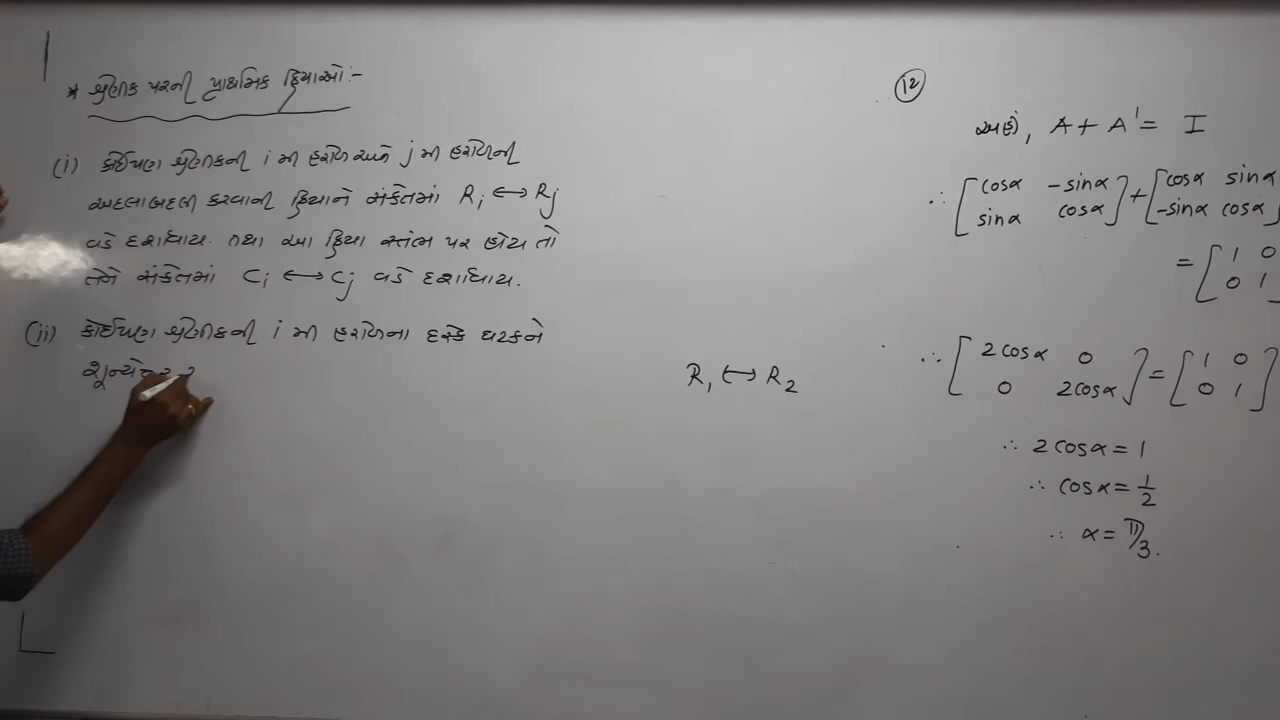 * શ્રેણીક પરની પ્રાથમિક ક્રિયાઓ :-
(i) કોઈપણ શ્રેણીકની i મી હરોળ અને j મી હરોળની
અદલાબદલી કરવાની ક્રિયાને સંકેતમાં Ri ↔ Rj
વડે દર્શાવાય. તથા આ ક્રિયા સ્તંભ પર હોય તો
તેને સંકેતમાં Ci ↔ Cj વડે દર્શાવાય.
(ii) કોઈપણ શ્રેણીકની i મી હરોળના દરેક ઘટકને
R1 ↔ R2
12
અહીં, A + A' = I
∴ [cosα -sinα; sinα cosα] + [cosα sinα; -sinα cosα]
= [1 0; 0 1]
∴ [2cosα 0; 0 2cosα] = [1 0; 0 1]
∴ 2cosα = 1
∴ cosα = 1/2
∴ α = π/3.